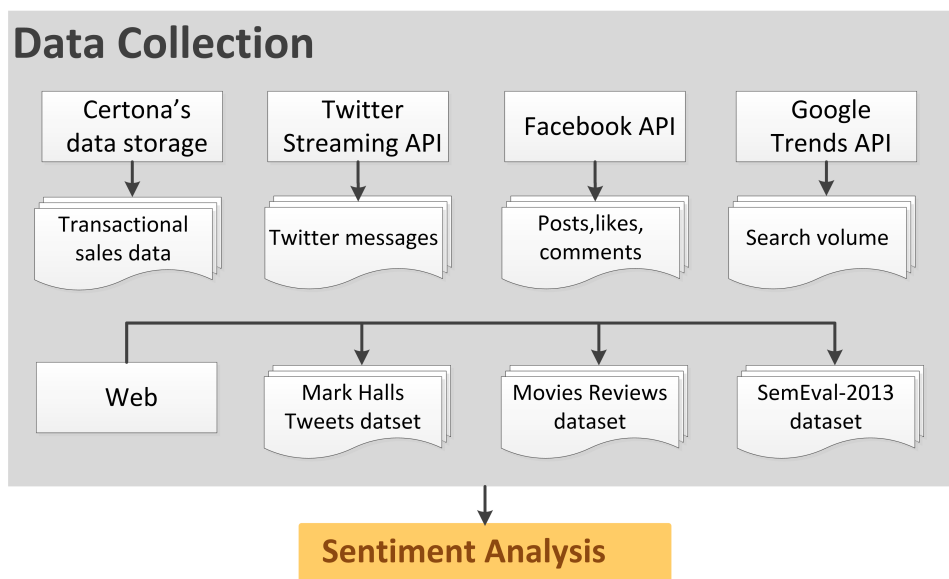 Data Collection
Certona's
data storage
Twitter
Streaming API
Facebook API
Google
Trends API
Transactional
sales data
Twitter messages
Posts,likes,
comments
Search volume
Web
Mark Halls
Tweets datset
Movies Reviews
dataset
SemEval-2013
dataset
Sentiment Analysis